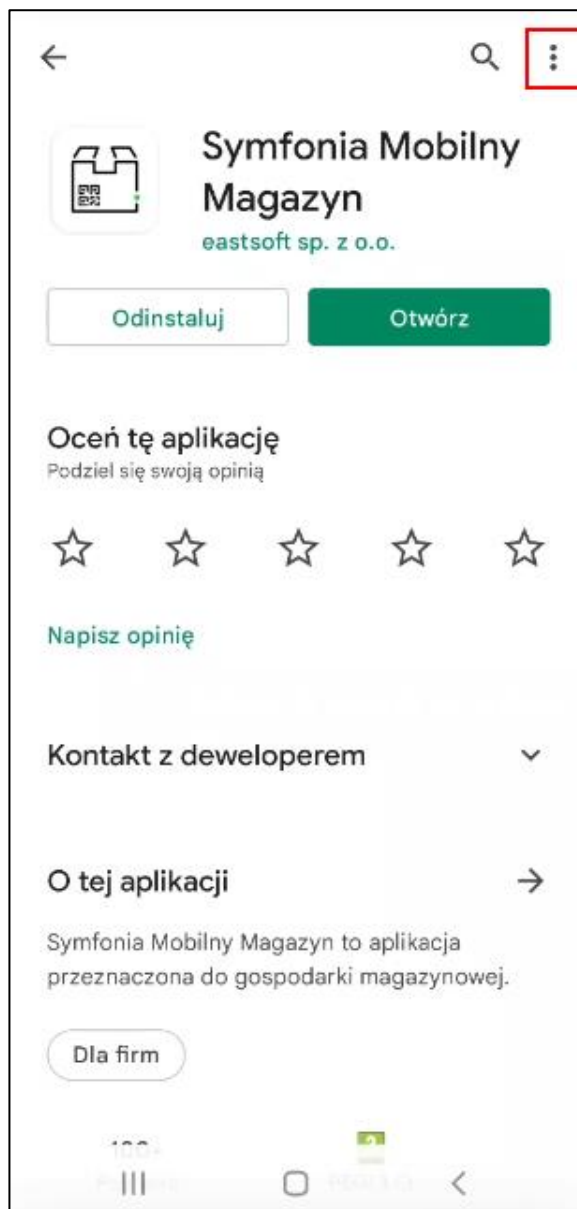 Symfonia Mobilny
Magazyn
eastsoft sp. z o.o.
Odinstaluj
Otwórz
Oceń tę aplikację
Podziel się swoją opinią
Napisz opinię
Kontakt z deweloperem
O tej aplikacji
Symfonia Mobilny Magazyn to aplikacja
przeznaczona do gospodarki magazynowej.
Dla firm